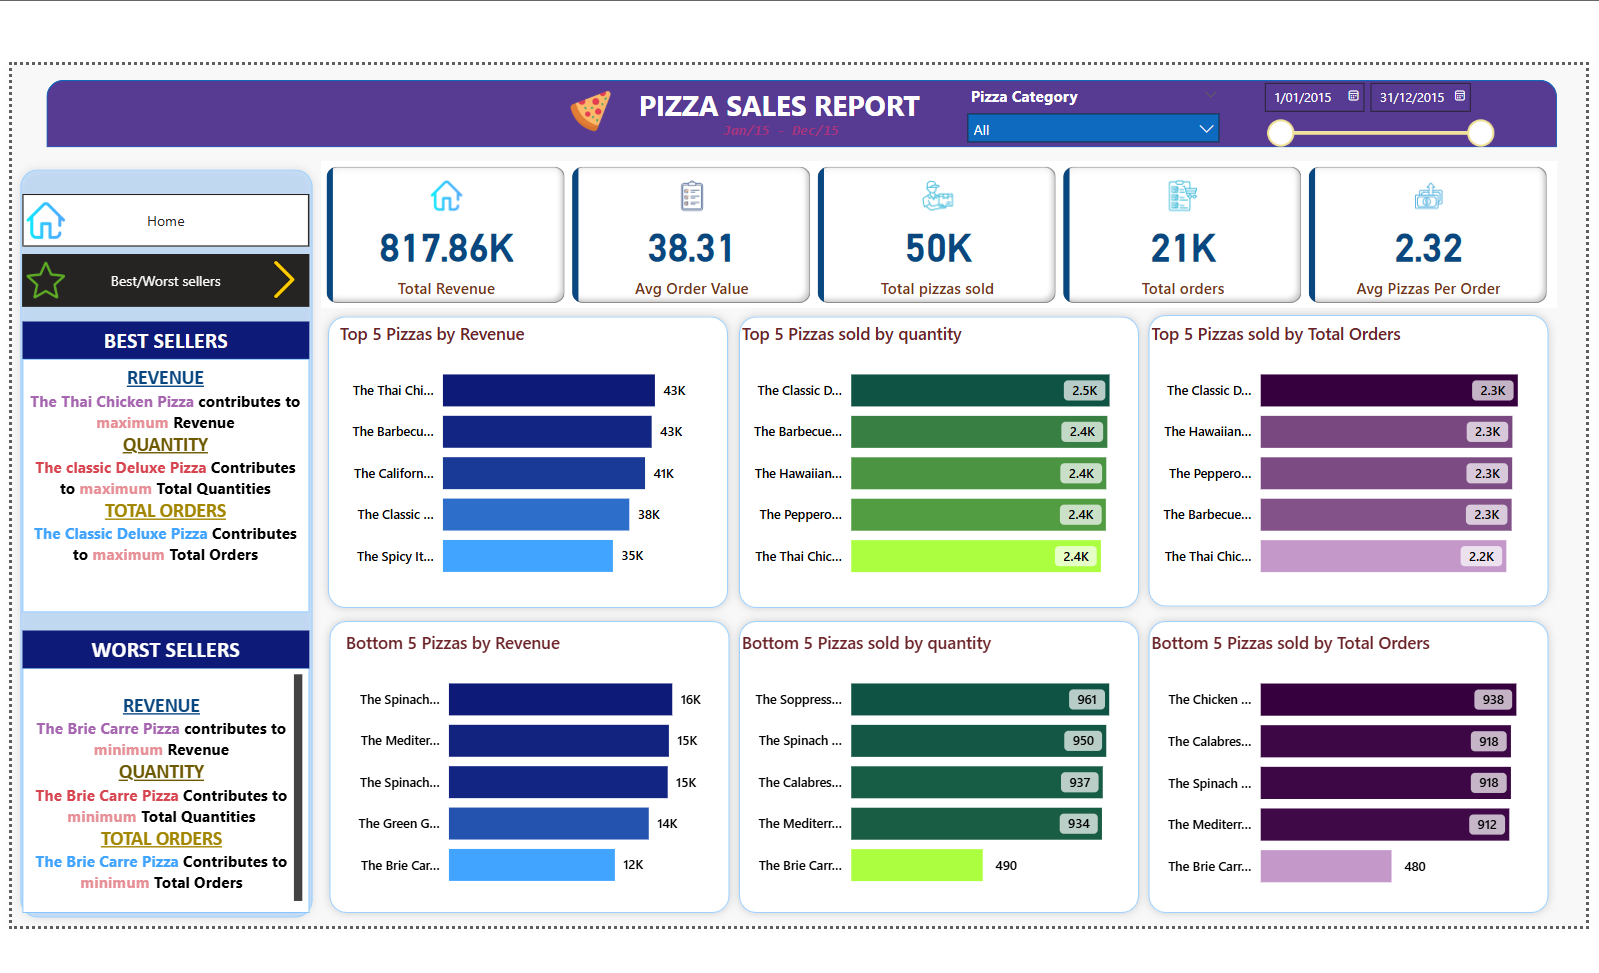 PIZZA SALES REPORT
Jan/15 - Dec/15
Pizza Category
All
1/01/2015
31/12/2015
Home
Best/Worst sellers
817.86K
Total Revenue
38.31
Avg Order Value
50K
Total pizzas sold
21K
Total orders
2.32
Avg Pizzas Per Order
BEST SELLERS
REVENUE
The Thai Chicken Pizza contributes to
maximum Revenue
QUANTITY
The classic Deluxe Pizza Contributes
to maximum Total Quantities
TOTAL ORDERS
The Classic Deluxe Pizza Contributes
to maximum Total Orders
WORST SELLERS
REVENUE
The Brie Carre Pizza contributes to
minimum Revenue
QUANTITY
The Brie Carre Pizza Contributes to
minimum Total Quantities
TOTAL ORDERS
The Brie Carre Pizza Contributes to
minimum Total Orders
Top 5 Pizzas by Revenue
The Thai Chi... 43K
The Barbecu... 43K
The Californ... 41K
The Classic ... 38K
The Spicy It... 35K
Top 5 Pizzas sold by quantity
The Classic D... 2.5K
The Barbecue... 2.4K
The Hawaiian... 2.4K
The Peppero... 2.4K
The Thai Chic... 2.4K
Top 5 Pizzas sold by Total Orders
The Classic D... 2.3K
The Hawaiian... 2.3K
The Peppero... 2.3K
The Barbecue... 2.3K
The Thai Chic... 2.2K
Bottom 5 Pizzas by Revenue
The Spinach... 16K
The Mediter... 15K
The Spinach... 15K
The Green G... 14K
The Brie Car... 12K
Bottom 5 Pizzas sold by quantity
The Soppress... 961
The Spinach ... 950
The Calabres... 937
The Mediterr... 934
The Brie Carr... 490
Bottom 5 Pizzas sold by Total Orders
The Chicken ... 938
The Calabres... 918
The Spinach ... 918
The Mediterr... 912
The Brie Carr... 480